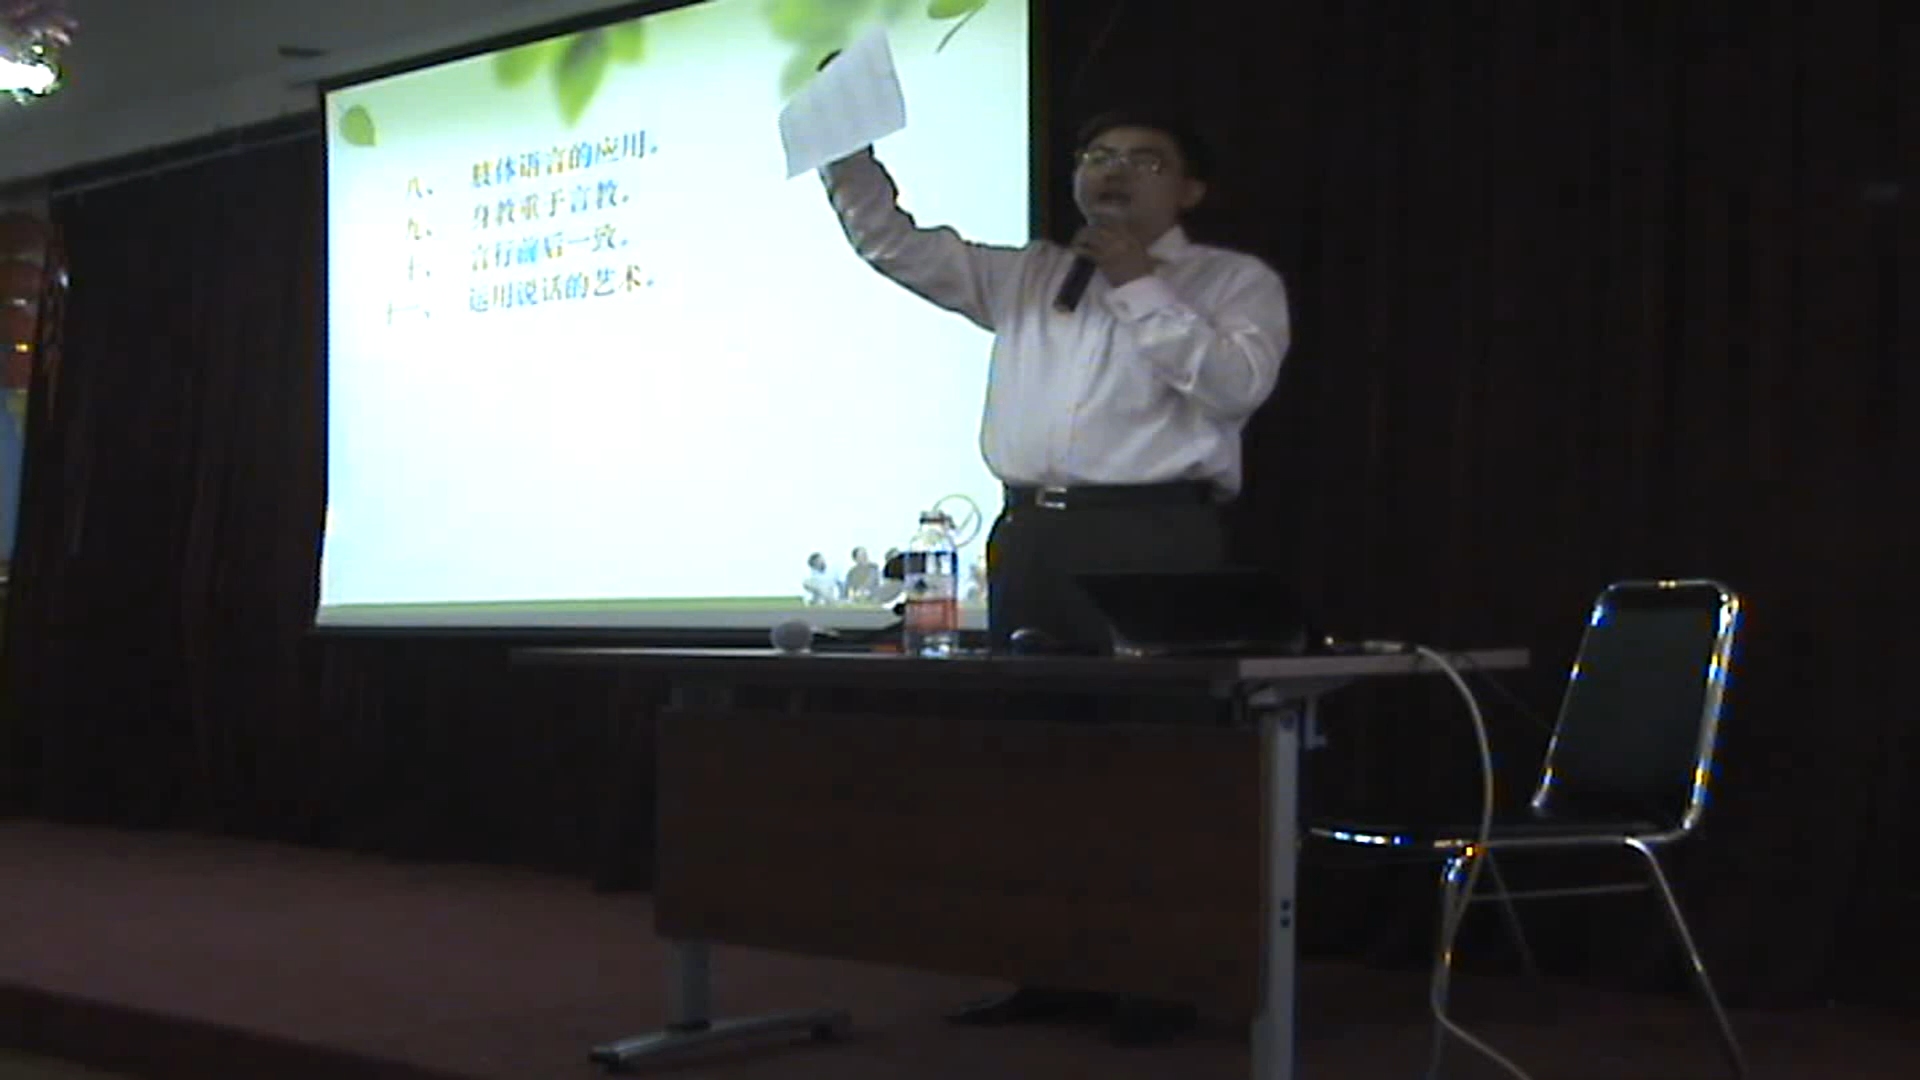 八、 肢体语言的应用。
九、 身教重于言教。
十、 言行前后一致。
十一、 运用说话的艺术。